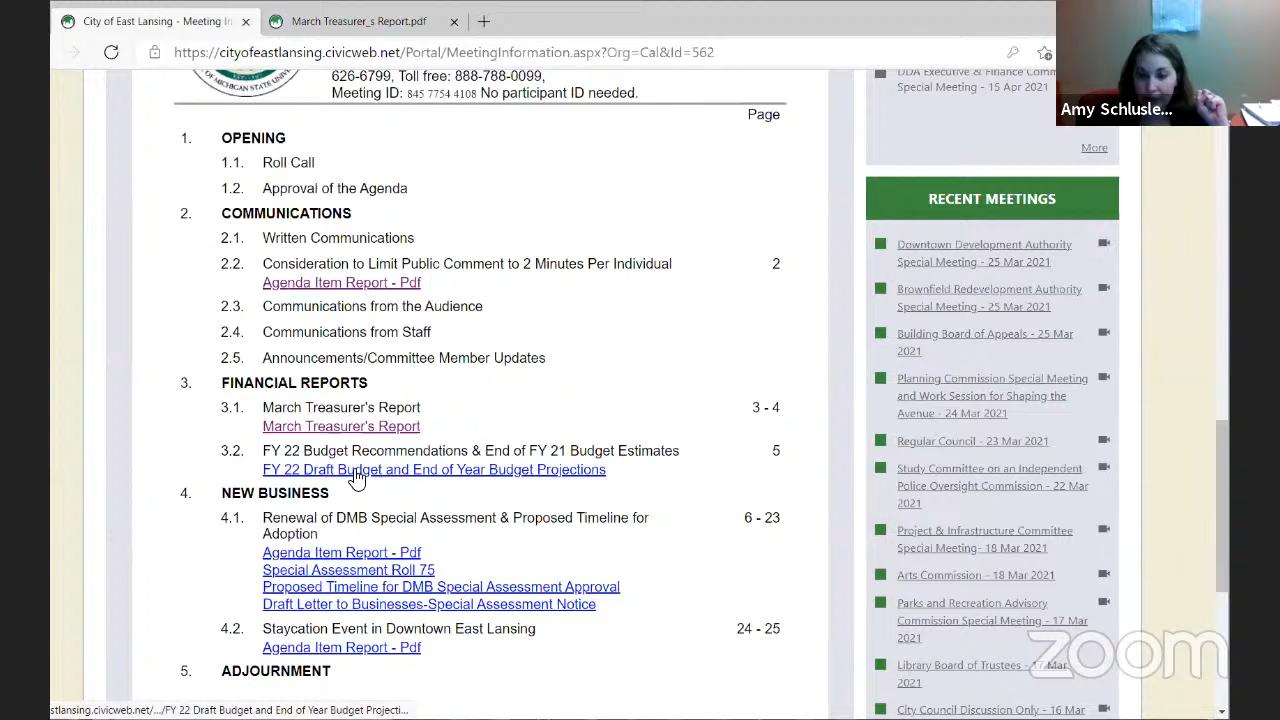 City of East Lansing - Meeting In
March Treasurer_s Report.pdf
https://cityofeastlansing.civicweb.net/Portal/MeetingInformation.aspx?Org=Cal&Id=562
626-6799, Toll free: 888-788-0099,
Meeting ID: 845 7754 4108 No participant ID needed.
Page
1. OPENING
1.1. Roll Call
1.2. Approval of the Agenda
2. COMMUNICATIONS
2.1. Written Communications
2.2. Consideration to Limit Public Comment to 2 Minutes Per Individual 2
Agenda Item Report - Pdf
2.3. Communications from the Audience
2.4. Communications from Staff
2.5. Announcements/Committee Member Updates
3. FINANCIAL REPORTS
3.1. March Treasurer's Report 3 - 4
March Treasurer's Report
3.2. FY 22 Budget Recommendations & End of FY 21 Budget Estimates 5
FY 22 Draft Budget and End of Year Budget Projections
4. NEW BUSINESS
4.1. Renewal of DMB Special Assessment & Proposed Timeline for 6 - 23
Adoption
Agenda Item Report - Pdf
Special Assessment Roll 75
Proposed Timeline for DMB Special Assessment Approval
Draft Letter to Businesses-Special Assessment Notice
4.2. Staycation Event in Downtown East Lansing 24 - 25
Agenda Item Report - Pdf
5. ADJOURNMENT
stlansing.civicweb.net/.../FY 22 Draft Budget and End of Year Budget Projecti...
Amy Schlusle...
DDA Executive & Finance Comm
Special Meeting - 15 Apr 2021
More
RECENT MEETINGS
Downtown Development Authority
Special Meeting - 25 Mar 2021
Brownfield Redevelopment Authority
Special Meeting - 25 Mar 2021
Building Board of Appeals - 25 Mar
2021
Planning Commission Special Meeting
and Work Session for Shaping the
Avenue - 24 Mar 2021
Regular Council - 23 Mar 2021
Study Committee on an Independent
Police Oversight Commission - 22 Mar
2021
Project & Infrastructure Committee
Special Meeting- 18 Mar 2021
Arts Commission - 18 Mar 2021
Parks and Recreation Advisory
Commission Special Meeting - 17 Mar
2021
Library Board of Trustees - 17 Mar
2021
City Council Discussion Only - 16 Mar
zoom